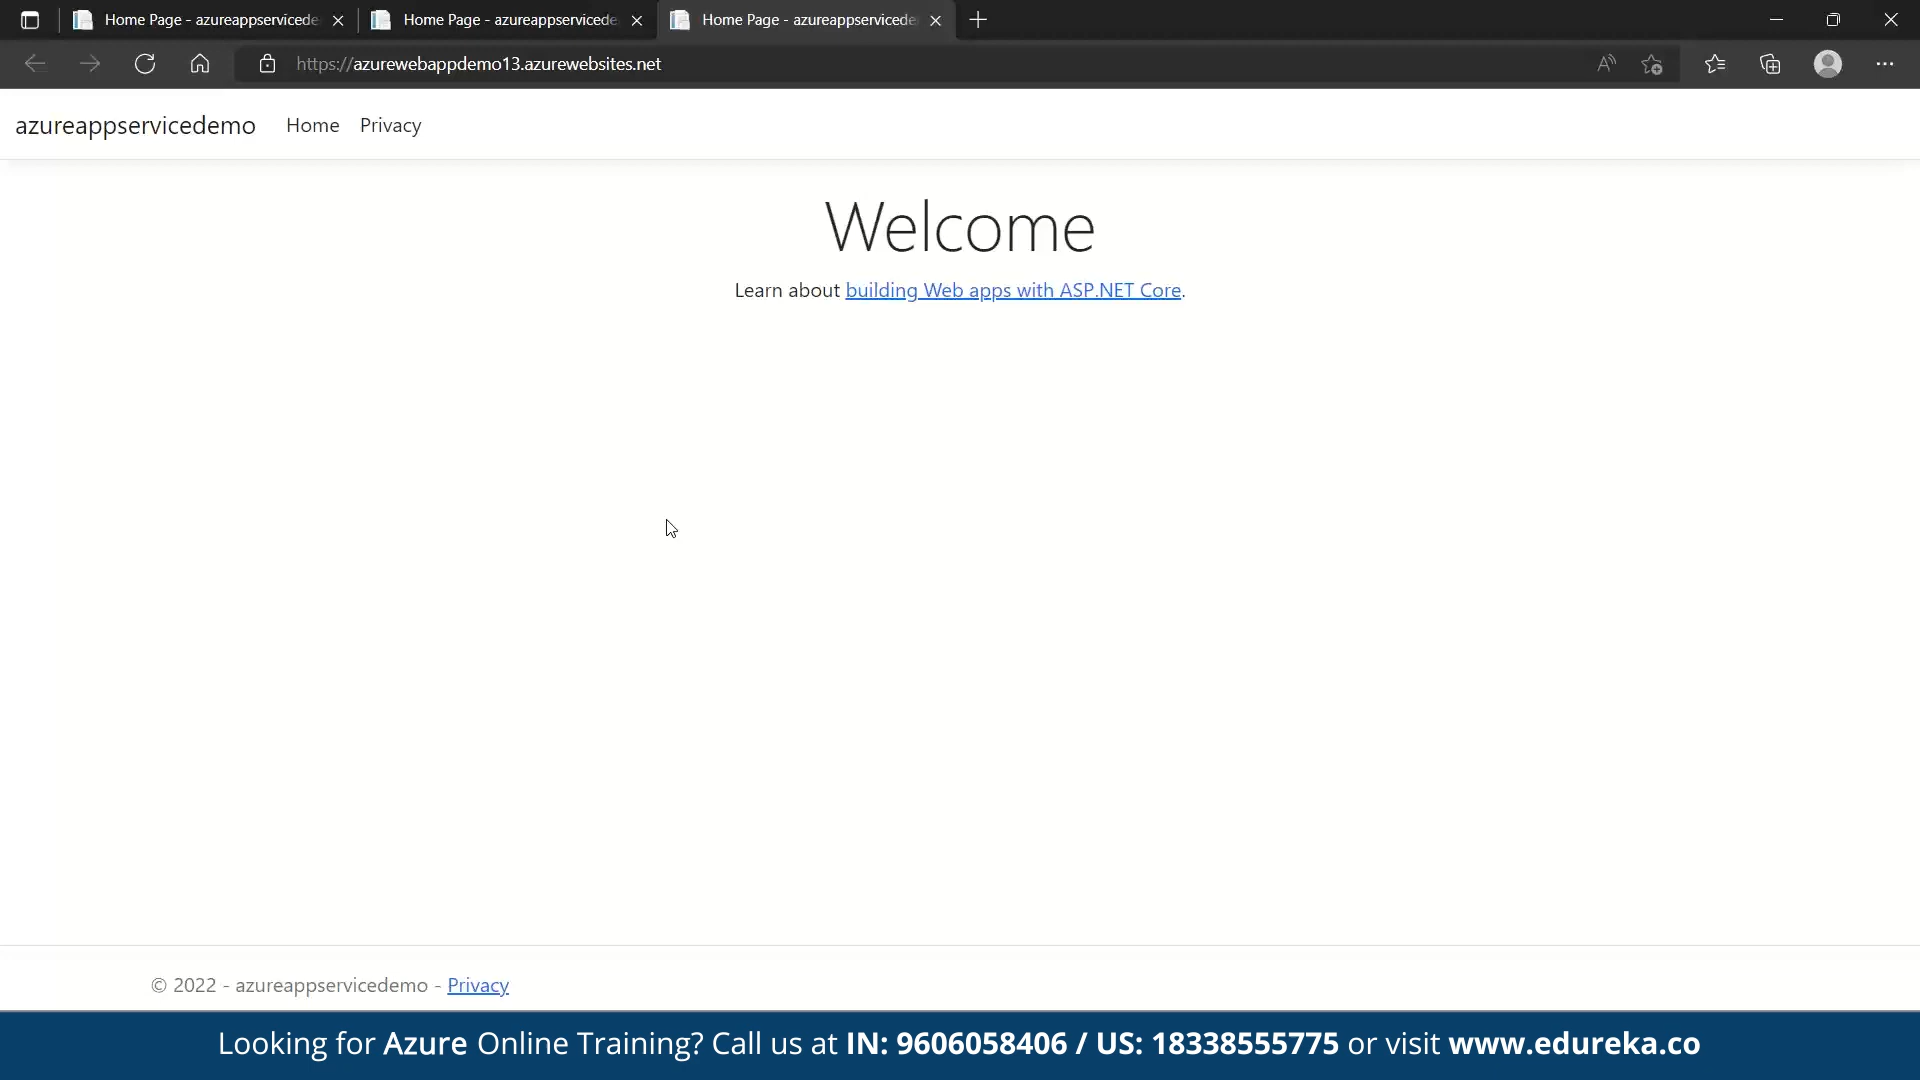 Home Page - azureappservicede
Home Page - azureappservicede
Home Page - azureappservicede
https://azurewebappdemo13.azurewebsites.net
azureappservicedemo Home Privacy
Welcome
Learn about building Web apps with ASP.NET Core.
© 2022 - azureappservicedemo - Privacy
Looking for Azure Online Training? Call us at IN: 9606058406 / US: 18338555775 or visit www.edureka.co